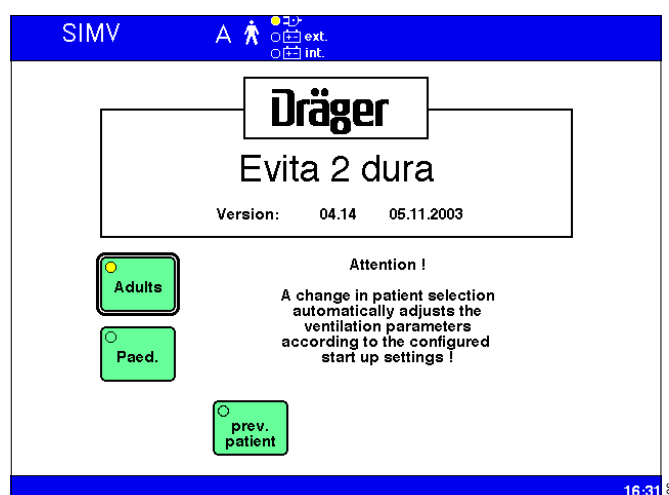 SIMV A ext.
int.
Dräger
Evita 2 dura
Version: 04.14 05.11.2003
Attention !
A change in patient selection
automatically adjusts the
ventilation parameters
according to the configured
start up settings !
Adults
Paed.
prev.
patient
16:31